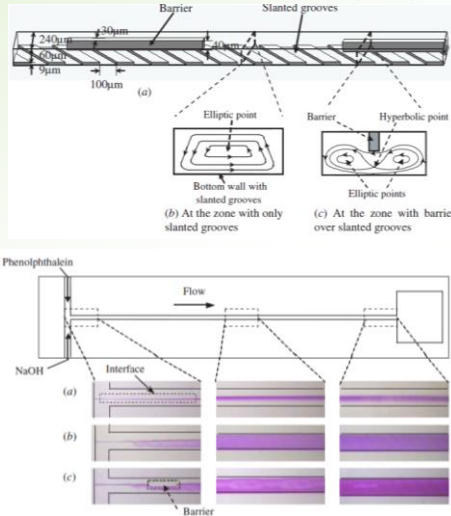 Barrier
Slanted grooves
30μm
240μm
40μm
60μm
9μm
100μm
(a)
Elliptic point
Bottom wall with
slanted grooves
(b) At the zone with only
slanted grooves
Barrier
Hyperbolic point
Elliptic points
(c) At the zone with barrier
over slanted grooves
Phenolphthalein
Flow
NaOH
Interface
(a)
(b)
(c)
Barrier